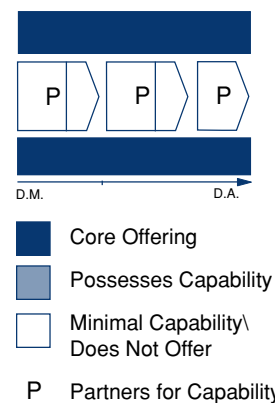 P P P
D.M. D.A.
Core Offering
Possesses Capability
Minimal Capability\
Does Not Offer
P Partners for Capability